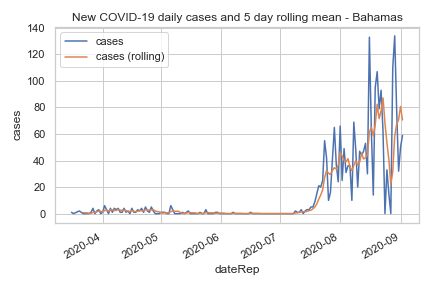 New COVID-19 daily cases and 5 day rolling mean - Bahamas
140
120
100
80
60
40
20
0
cases
cases
cases (rolling)
2020-04
2020-05
2020-06
2020-07
2020-08
2020-09
dateRep